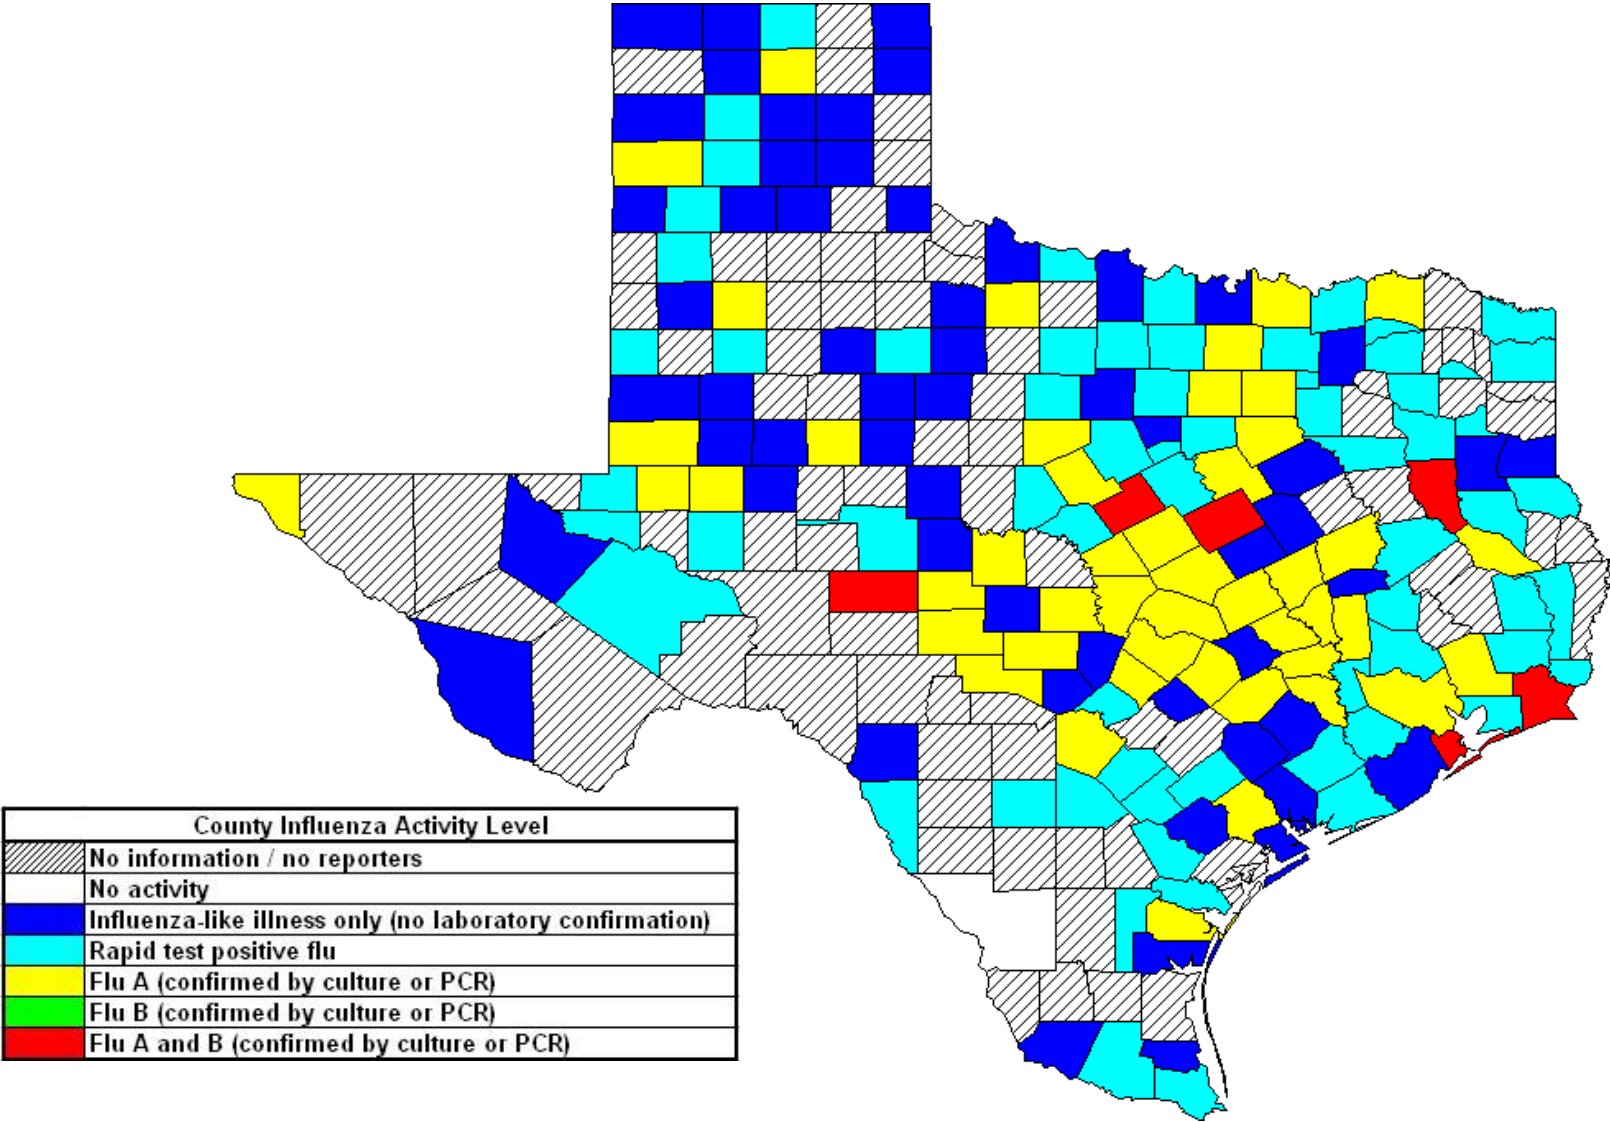 County Influenza Activity Level
No information / no reporters
No activity
Influenza-like illness only (no laboratory confirmation)
Rapid test positive flu
Flu A (confirmed by culture or PCR)
Flu B (confirmed by culture or PCR)
Flu A and B (confirmed by culture or PCR)